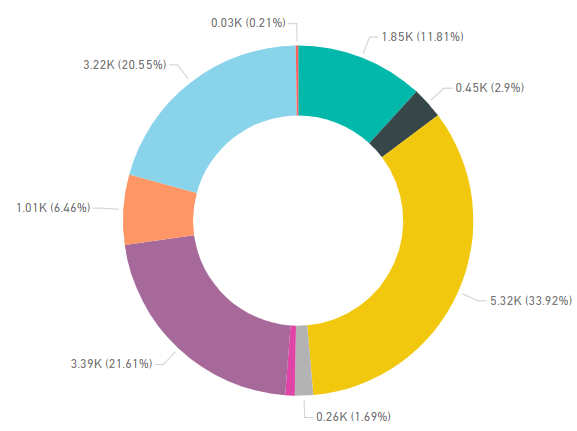 0.03K (0.21%)
1.85K (11.81%)
3.22K (20.55%)
0.45K (2.9%)
1.01K (6.46%)
5.32K (33.92%)
3.39K (21.61%)
0.26K (1.69%)